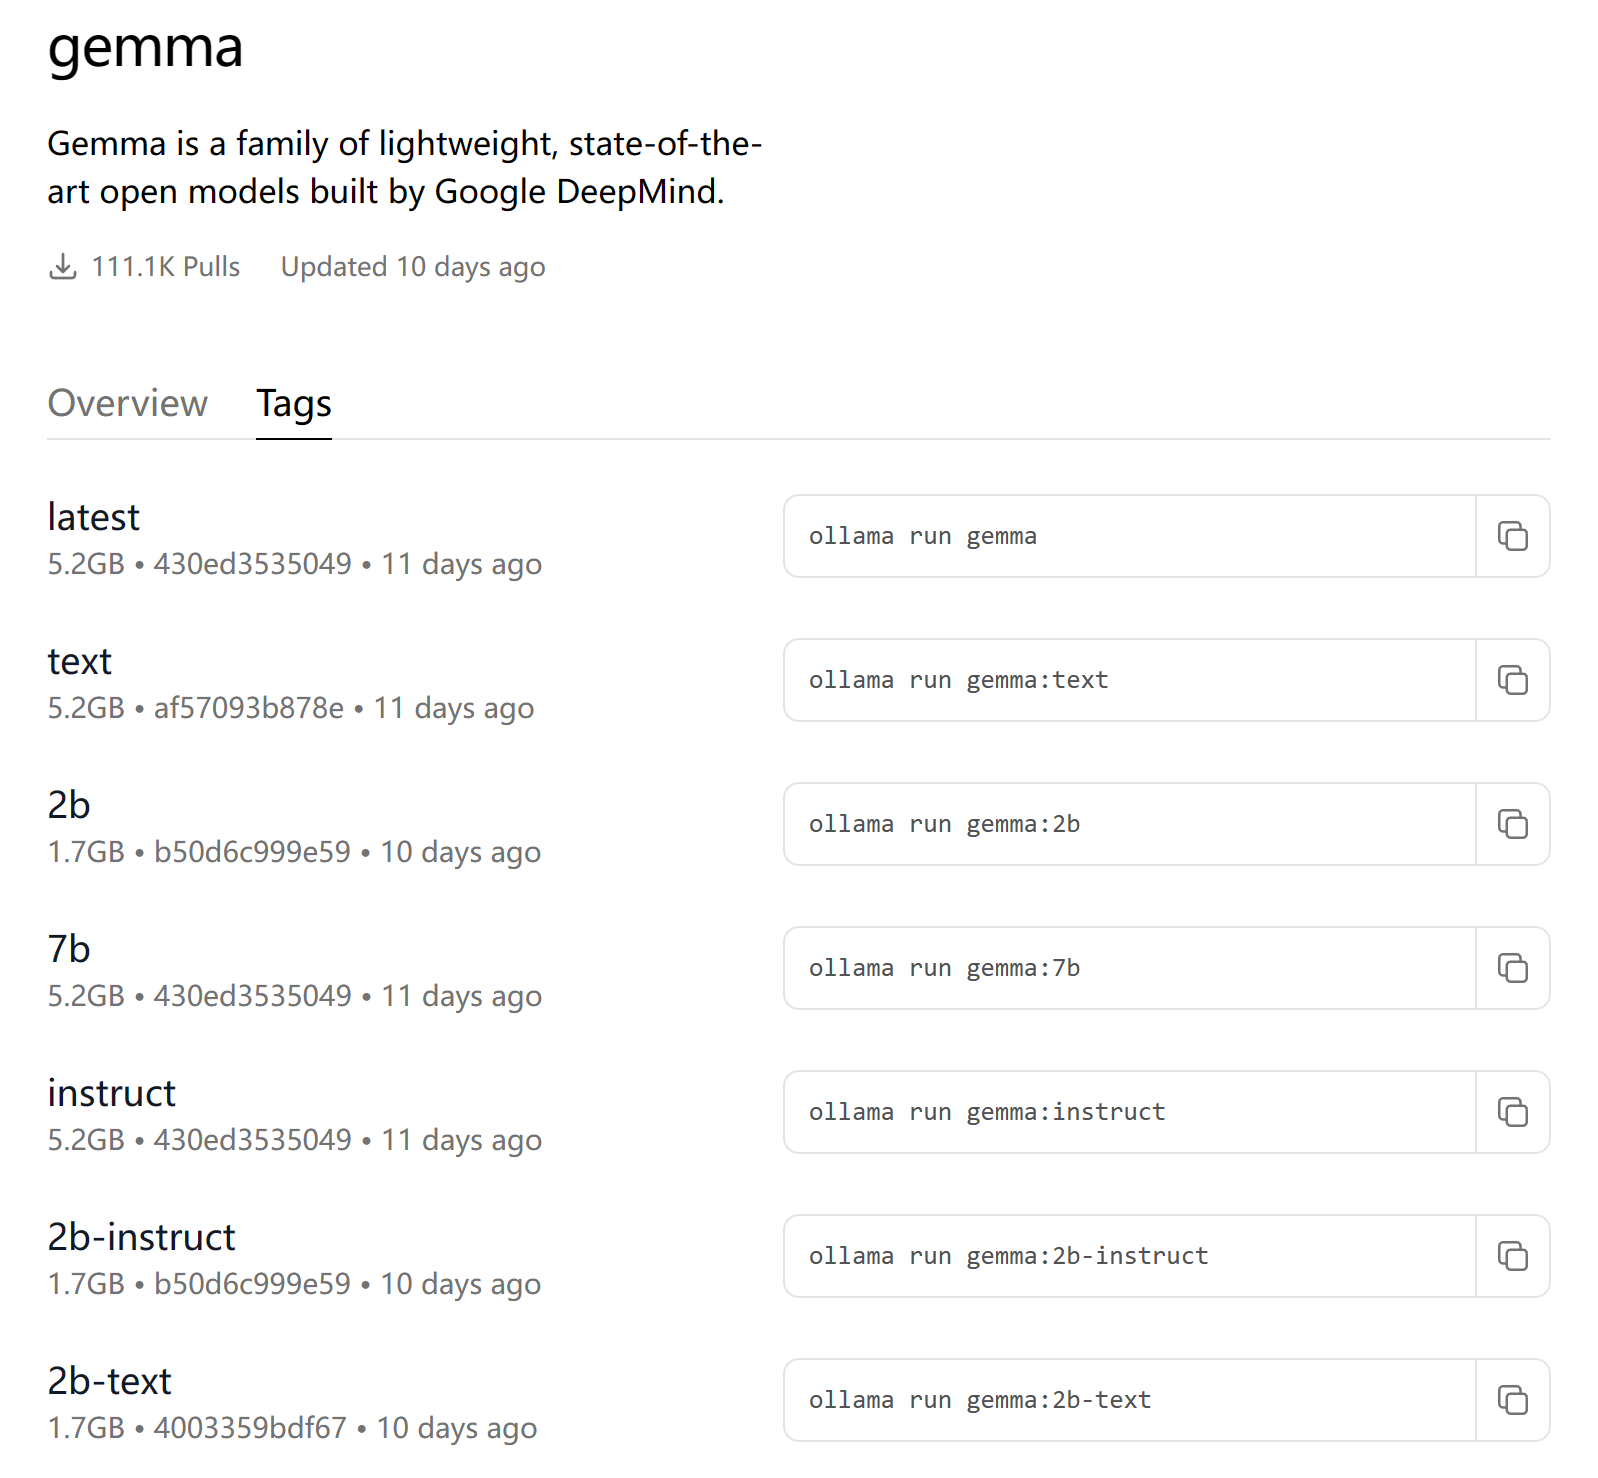 gemma
Gemma is a family of lightweight, state-of-the-
art open models built by Google DeepMind.
111.1K Pulls Updated 10 days ago
Overview Tags
latest
5.2GB • 430ed3535049 • 11 days ago
ollama run gemma
text
5.2GB • af57093b878e • 11 days ago
ollama run gemma:text
2b
1.7GB • b50d6c999e59 • 10 days ago
ollama run gemma:2b
7b
5.2GB • 430ed3535049 • 11 days ago
ollama run gemma:7b
instruct
5.2GB • 430ed3535049 • 11 days ago
ollama run gemma:instruct
2b-instruct
1.7GB • b50d6c999e59 • 10 days ago
ollama run gemma:2b-instruct
2b-text
1.7GB • 4003359bdf67 • 10 days ago
ollama run gemma:2b-text